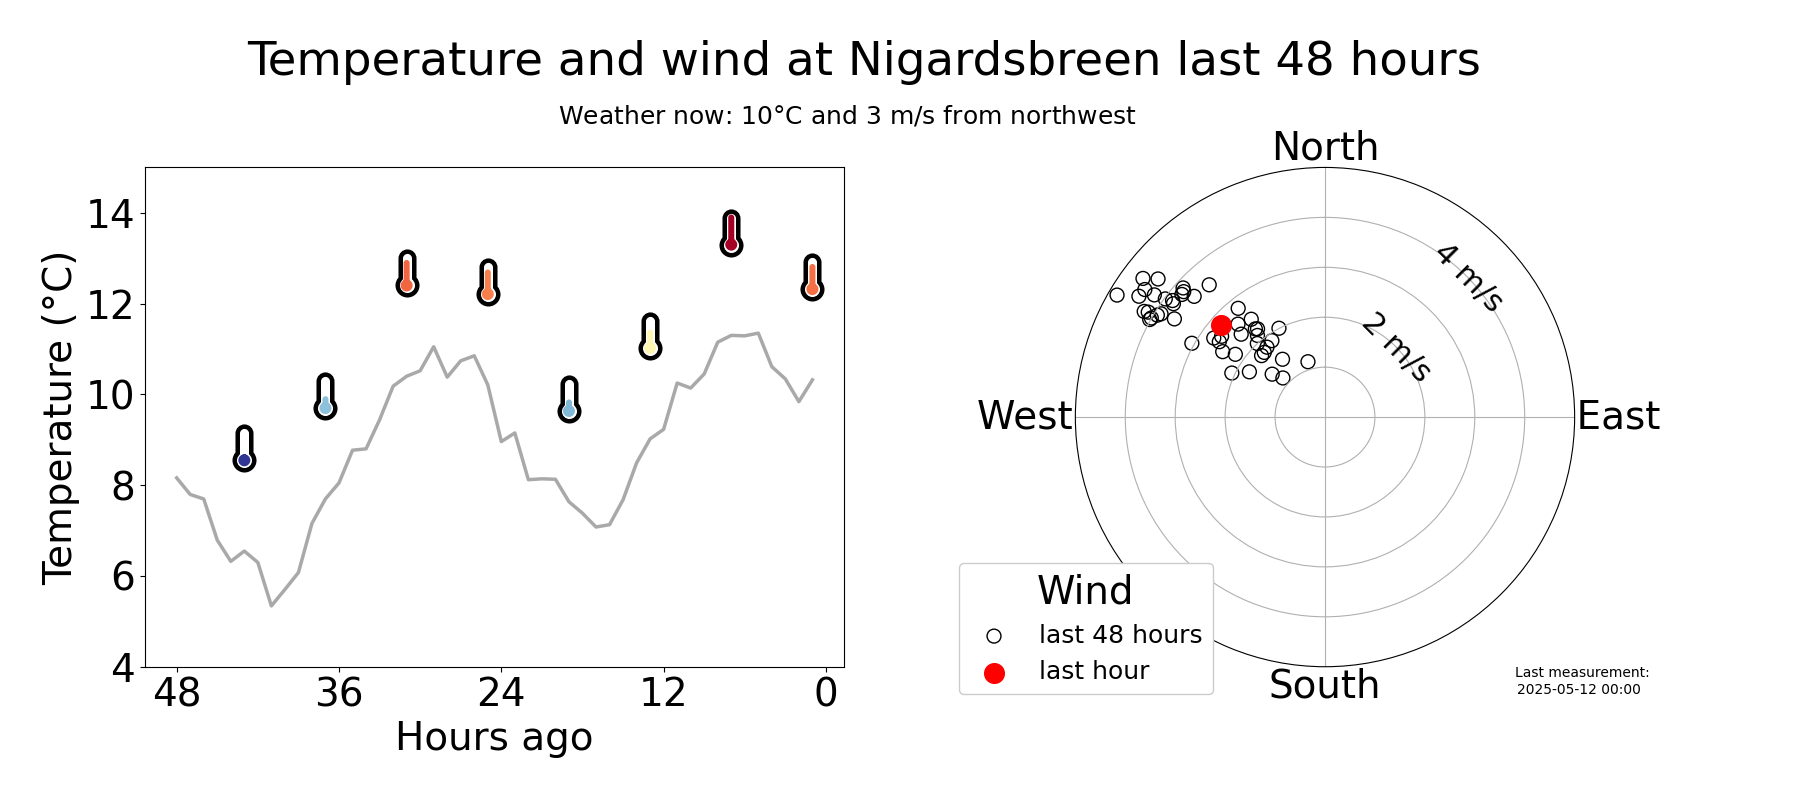 Temperature and wind at Nigardsbreen last 48 hours
Weather now: 10°C and 3 m/s from northwest
Temperature (°C)
14
12
10
8
6
4
48 36 24 12 0
Hours ago
North
West
East
South
4 m/s
2 m/s
Wind
last 48 hours
last hour
Last measurement:
2025-05-12 00:00